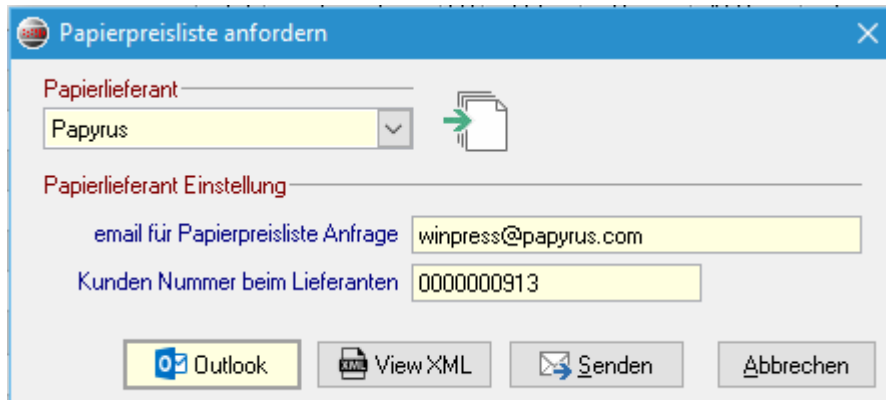 Papierpreisliste anfordern
Papierlieferant
Papyrus
Papierlieferant Einstellung
email für Papierpreisliste Anfrage winpress@papyrus.com
Kunden Nummer beim Lieferanten 0000000913
Outlook View XML Senden Abbrechen